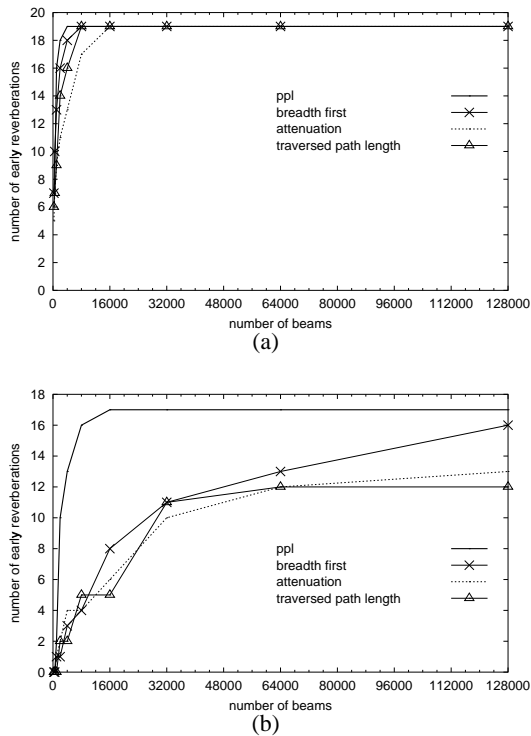 20
18
16
14
12
10
8
6
4
2
0
number of early reverberations
ppl
breadth first
attenuation
traversed path length
0 16000 32000 48000 64000 80000 96000 112000 128000
number of beams
(a)
18
16
14
12
10
8
6
4
2
0
number of early reverberations
ppl
breadth first
attenuation
traversed path length
0 16000 32000 48000 64000 80000 96000 112000 128000
number of beams
(b)